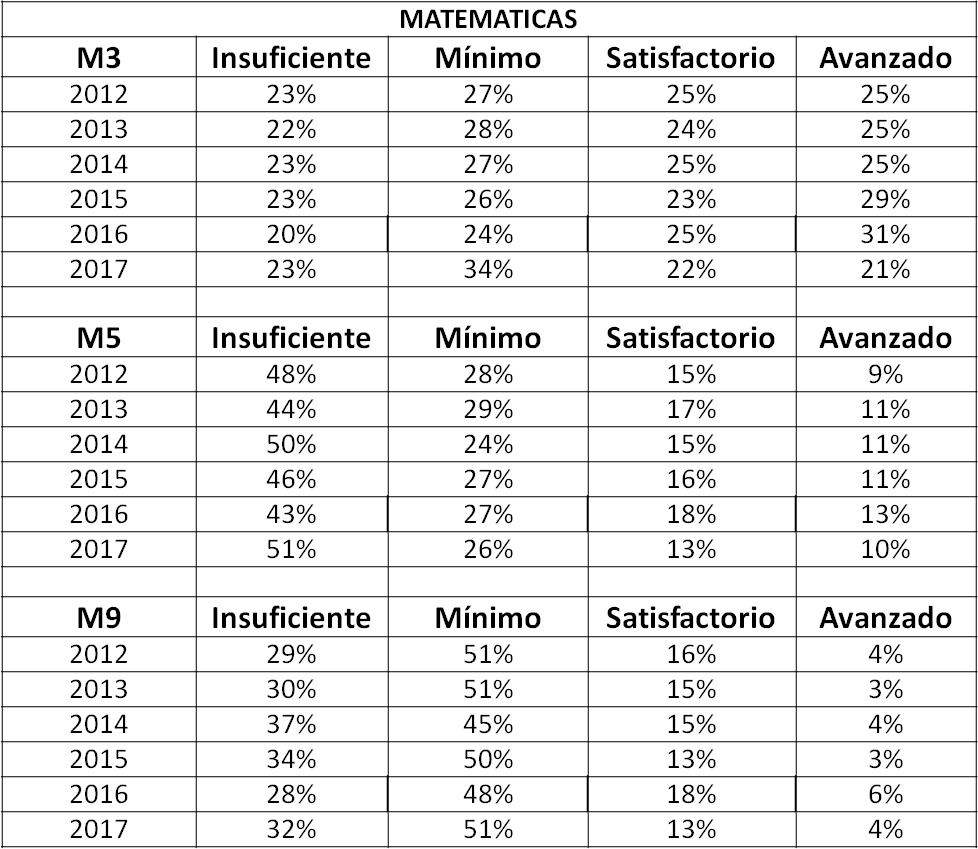 MATEMATICAS
M3 Insuficiente Mínimo Satisfactorio Avanzado
2012 23% 27% 25% 25%
2013 22% 28% 24% 25%
2014 23% 27% 25% 25%
2015 23% 26% 23% 29%
2016 20% 24% 25% 31%
2017 23% 34% 22% 21%
M5 Insuficiente Mínimo Satisfactorio Avanzado
2012 48% 28% 15% 9%
2013 44% 29% 17% 11%
2014 50% 24% 15% 11%
2015 46% 27% 16% 11%
2016 43% 27% 18% 13%
2017 51% 26% 13% 10%
M9 Insuficiente Mínimo Satisfactorio Avanzado
2012 29% 51% 16% 4%
2013 30% 51% 15% 3%
2014 37% 45% 15% 4%
2015 34% 50% 13% 3%
2016 28% 48% 18% 6%
2017 32% 51% 13% 4%